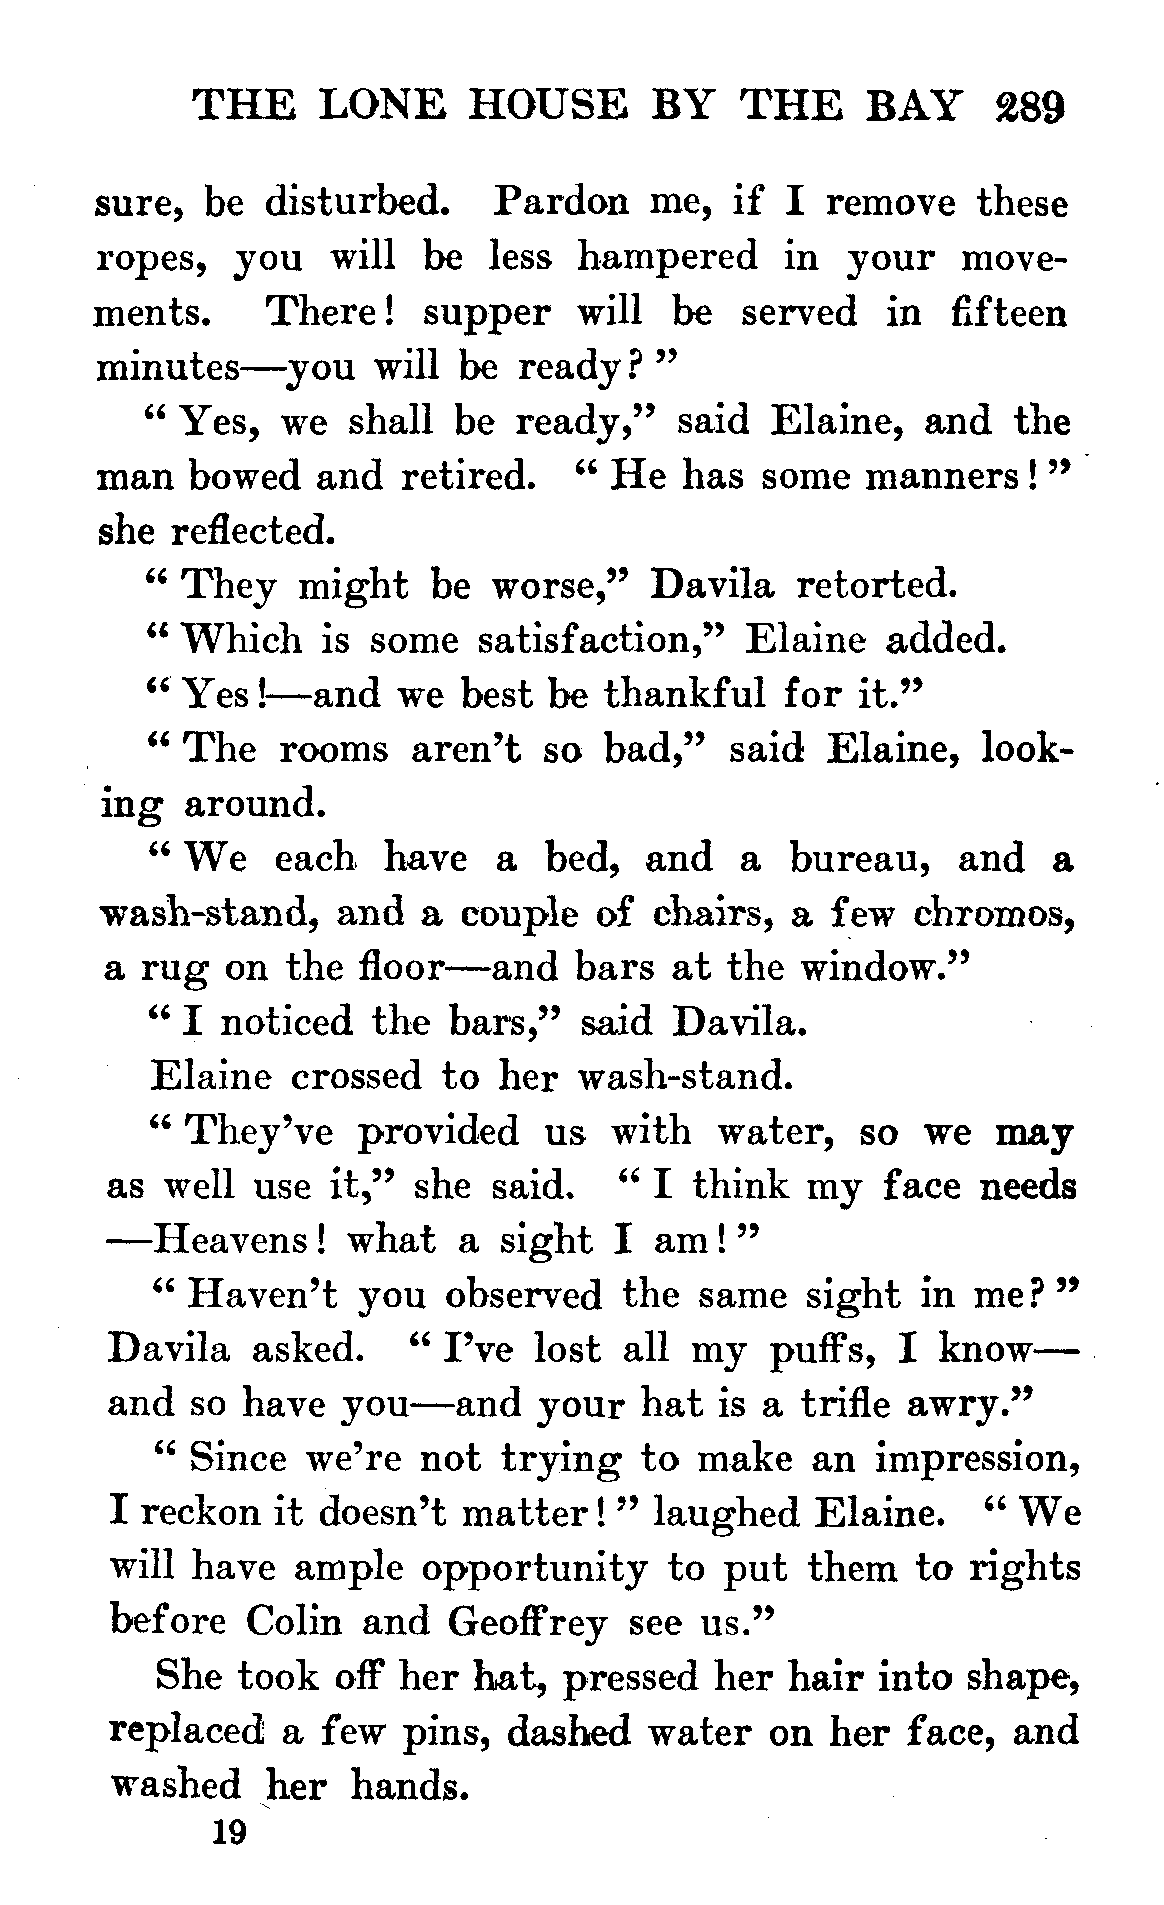 THE LONE HOUSE BY THE BAY 289
sure, be disturbed. Pardon me, if I remove these
ropes, you will be less hampered in your move-
ments. There! supper will be served in fifteen
minutes—you will be ready?”
“Yes, we shall be ready,” said Elaine, and the
man bowed and retired. “He has some manners!”
she reflected.
“They might be worse,” Davila retorted.
“Which is some satisfaction,” Elaine added.
“Yes!—and we best be thankful for it.”
“The rooms aren’t so bad,” said Elaine, look-
ing around.
“We each have a bed, and a bureau, and a
wash-stand, and a couple of chairs, a few chromos,
a rug on the floor—and bars at the window.”
“I noticed the bars,” said Davila.
Elaine crossed to her wash-stand.
“They’ve provided us with water, so we may
as well use it,” she said. “I think my face needs
—Heavens! what a sight I am!”
“Haven’t you observed the same sight in me?”
Davila asked. “I’ve lost all my puffs, I know—
and so have you—and your hat is a trifle awry.”
“Since we’re not trying to make an impression,
I reckon it doesn’t matter!” laughed Elaine. “We
will have ample opportunity to put them to rights
before Colin and Geoffrey see us.”
She took off her hat, pressed her hair into shape,
replaced a few pins, dashed water on her face, and
washed her hands.
19